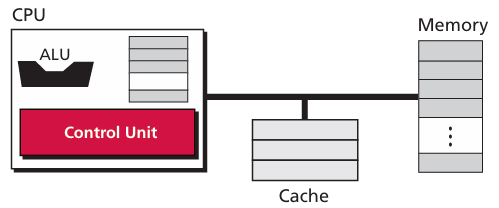 CPU
Memory
ALU
Control Unit
Cache